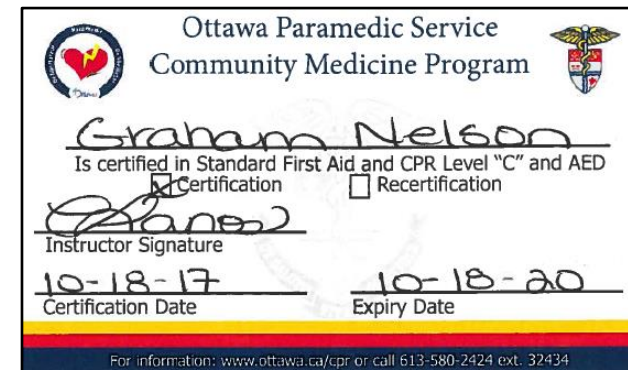 Ottawa Paramedic Service
Community Medicine Program
Graham Nelson
Is certified in Standard First Aid and CPR Level “C” and AED
Certification
Recertification
Instructor Signature
10-18-17
10-18-20
Certification Date
Expiry Date
For information: www.ottawa.ca/cpr or call 613-580-2424 ext. 32434